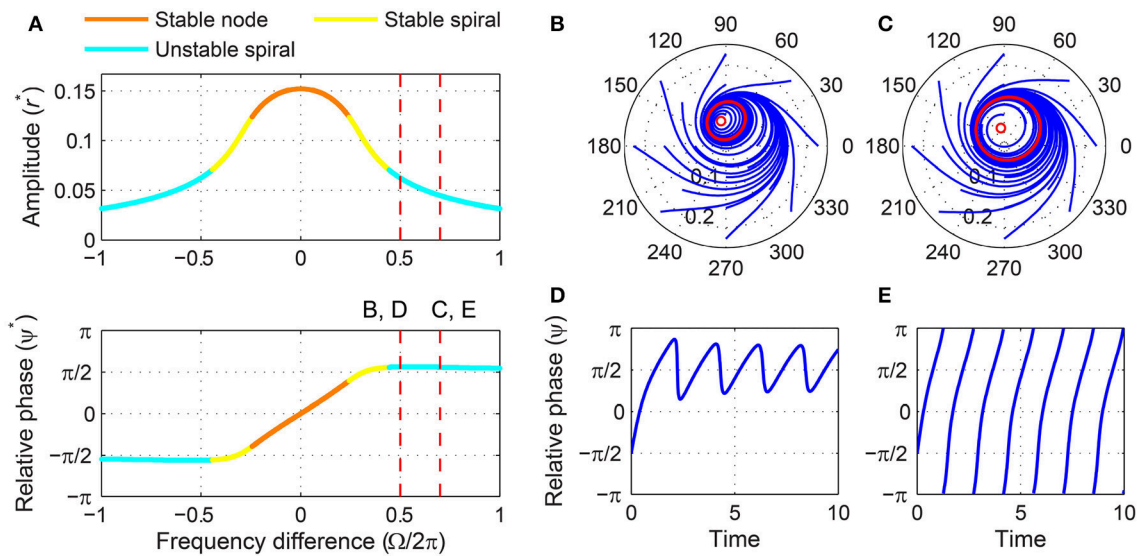 A
Stable node
Stable spiral
Unstable spiral
Amplitude (r*)
0.15
0.1
0.05
0
−1
−0.5
0
0.5
1
B, D
C, E
Relative phase (ψ*)
π
π/2
0
−π/2
−π
−1
−0.5
0
0.5
1
Frequency difference (Ω/2π)
B
90
120
60
150
30
180
0
0.1
0.2
210
330
240
300
270
C
90
120
60
150
30
180
0
0.1
0.2
210
330
240
300
270
D
Relative phase (ψ)
π
π/2
0
−π/2
−π
0
5
10
Time
E
π
π/2
0
−π/2
−π
0
5
10
Time